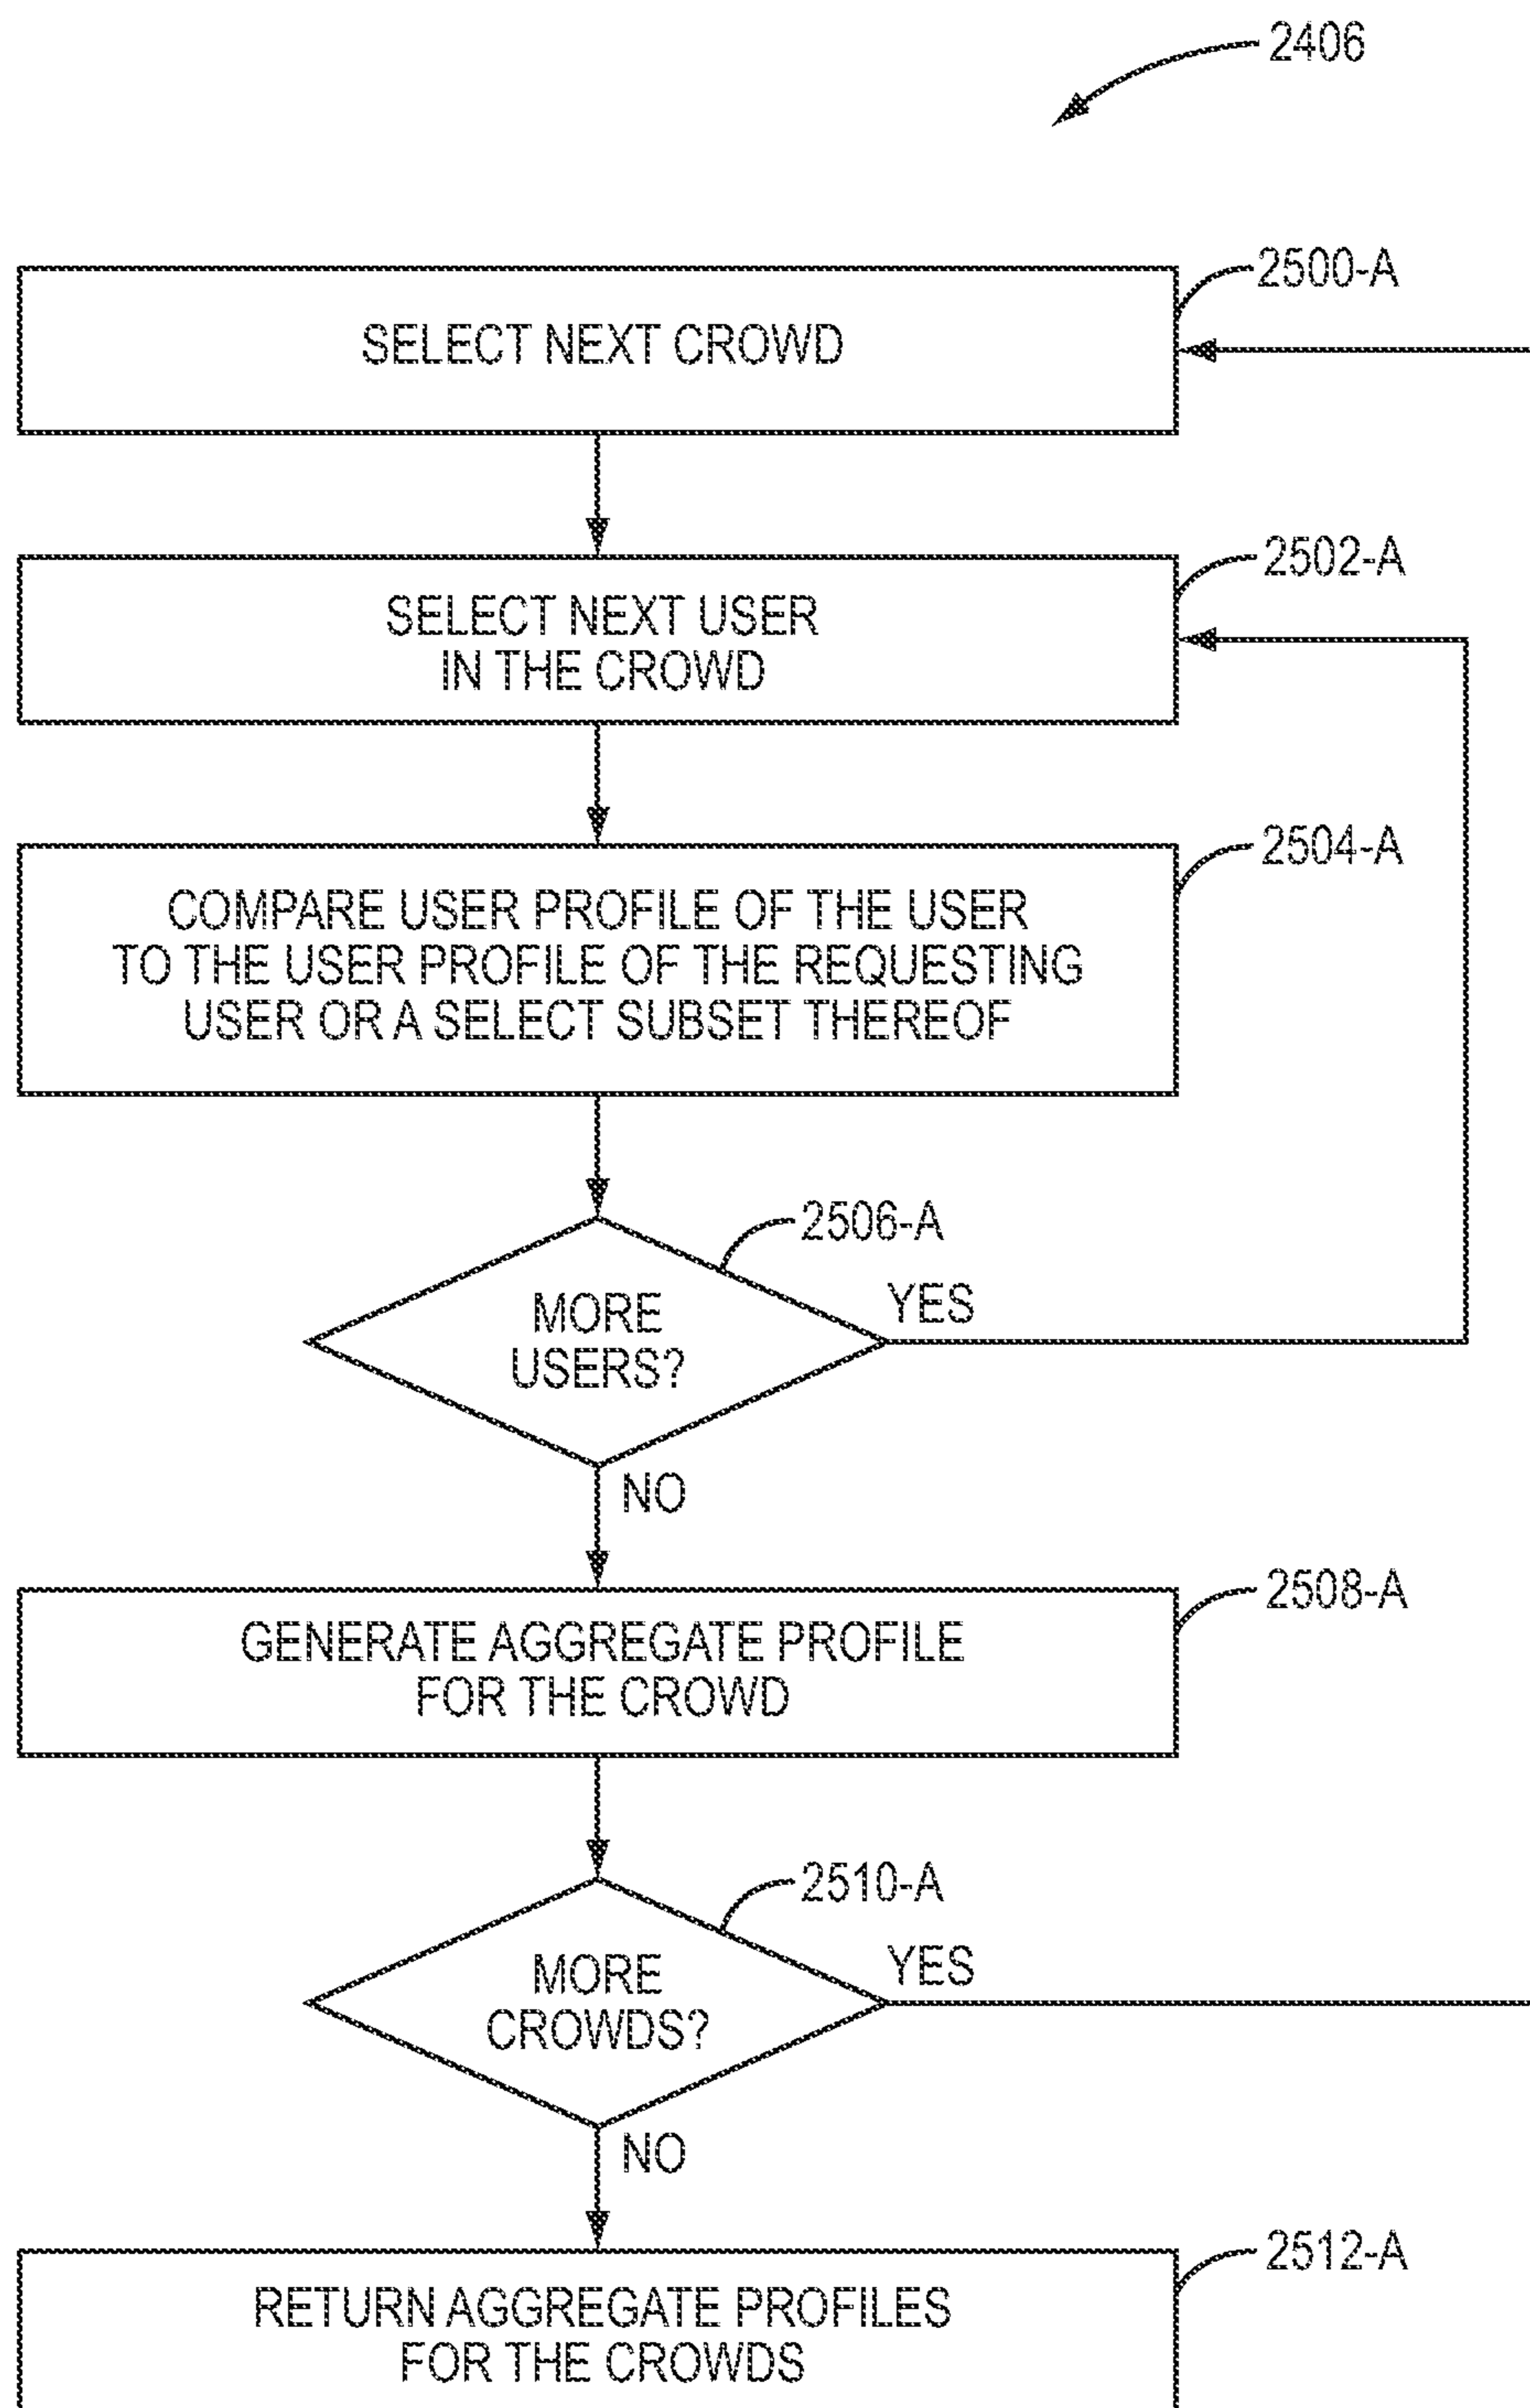 2406
2500-A
SELECT NEXT CROWD
2502-A
SELECT NEXT USER
IN THE CROWD
2504-A
COMPARE USER PROFILE OF THE USER
TO THE USER PROFILE OF THE REQUESTING
USER OR A SELECT SUBSET THEREOF
2506-A
MORE
USERS?
YES
NO
2508-A
GENERATE AGGREGATE PROFILE
FOR THE CROWD
2510-A
MORE
CROWDS?
YES
NO
2512-A
RETURN AGGREGATE PROFILES
FOR THE CROWDS